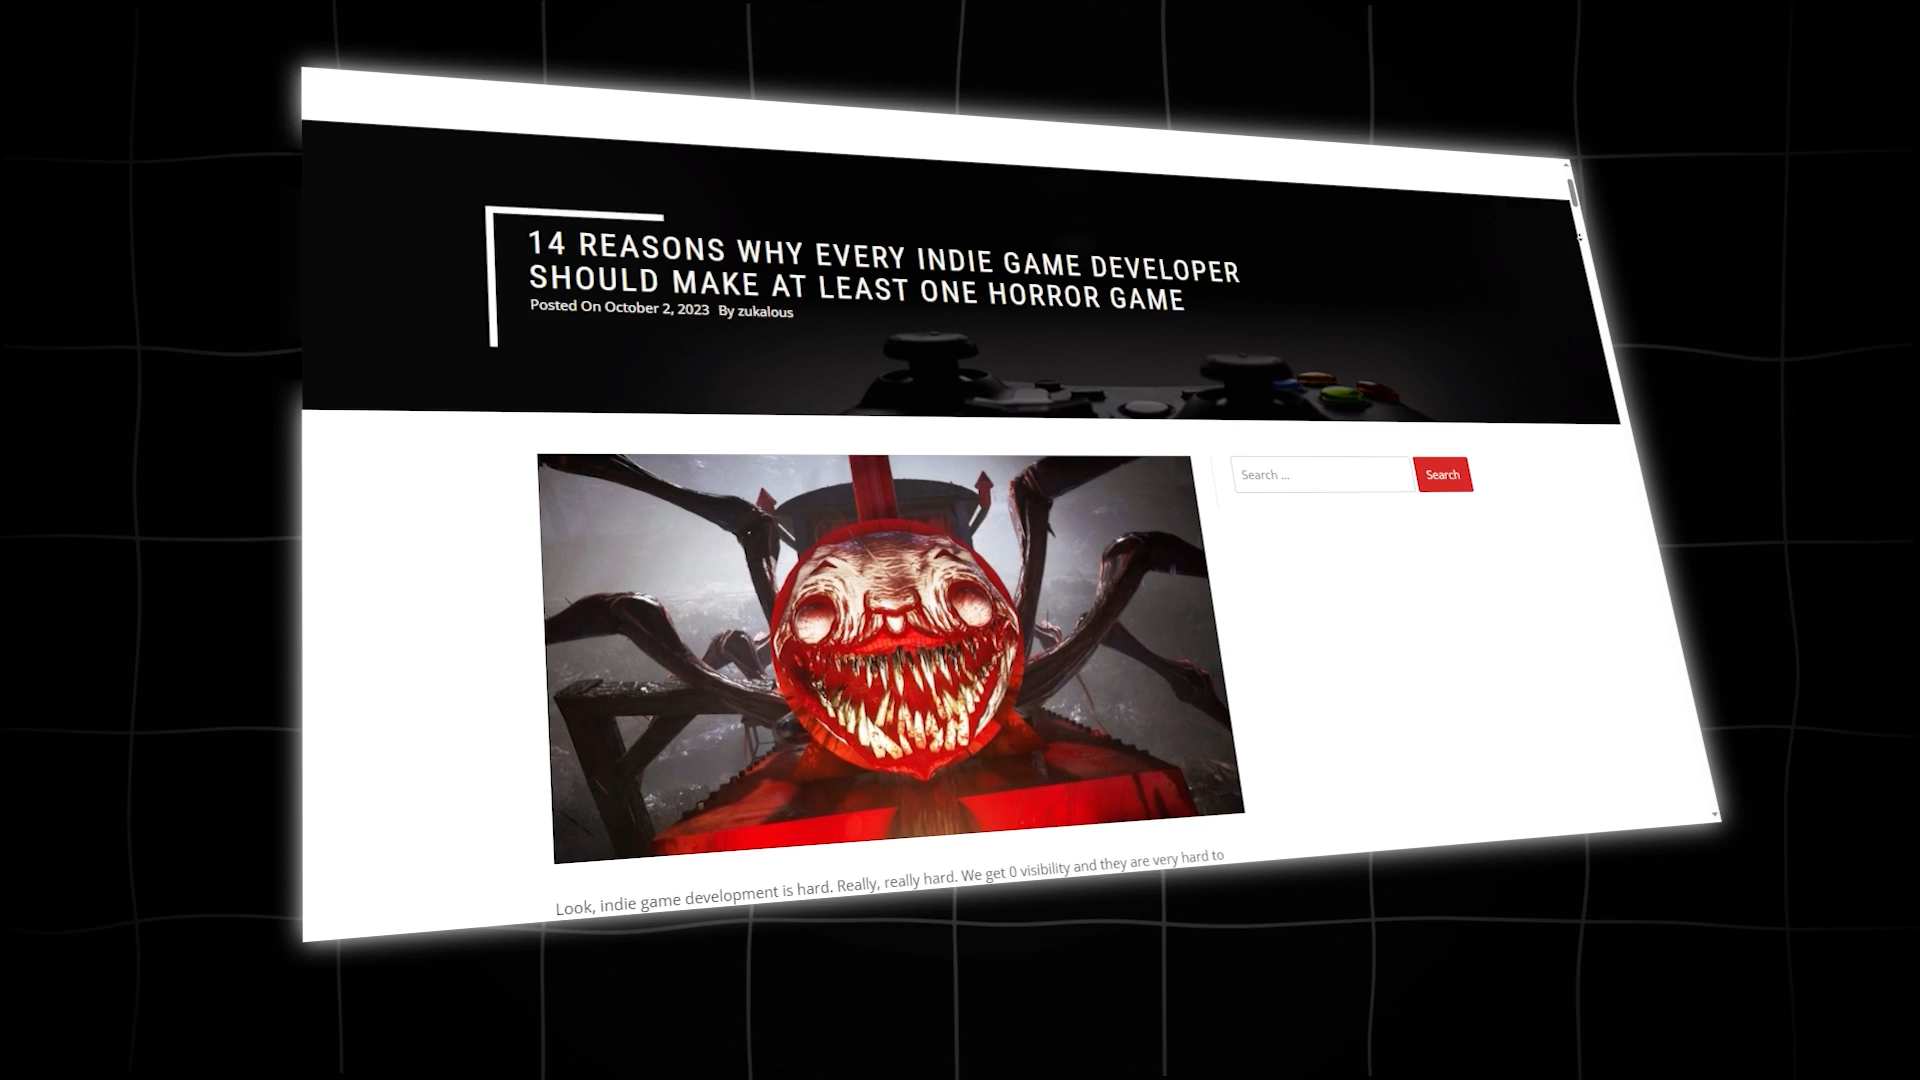 14 REASONS WHY EVERY INDIE GAME DEVELOPER
SHOULD MAKE AT LEAST ONE HORROR GAME
Posted On October 2, 2023 By zukalous
Search ...
Search
Look, indie game development is hard. Really, really hard. We get 0 visibility and they are very hard to